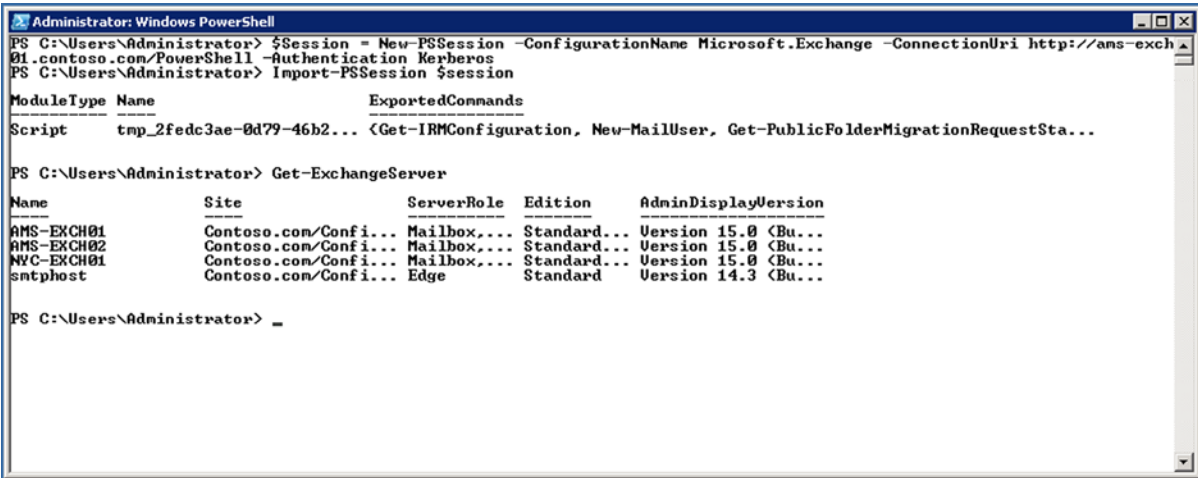 Administrator: Windows PowerShell
PS C:\Users\Administrator> $Session = New-PSSession -ConfigurationName Microsoft.Exchange -ConnectionUri http://ams-exch
01.contoso.com/PowerShell -Authentication Kerberos
PS C:\Users\Administrator> Import-PSSession $session
ModuleType Name ExportedCommands
---------- ---- ----------------
Script tmp_2fedc3ae-0d79-46b2... {Get-IRMConfiguration, New-MailUser, Get-PublicFolderMigrationRequestSta...
PS C:\Users\Administrator> Get-ExchangeServer
Name Site ServerRole Edition AdminDisplayVersion
---- ---- ---------- ------- -------------------
AMS-EXCH01 Contoso.com/Confi... Mailbox,... Standard... Version 15.0 (Bu...
AMS-EXCH02 Contoso.com/Confi... Mailbox,... Standard... Version 15.0 (Bu...
NYC-EXCH01 Contoso.com/Confi... Mailbox,... Standard... Version 15.0 (Bu...
smtphost Contoso.com/Confi... Edge Standard Version 14.3 (Bu...
PS C:\Users\Administrator> _